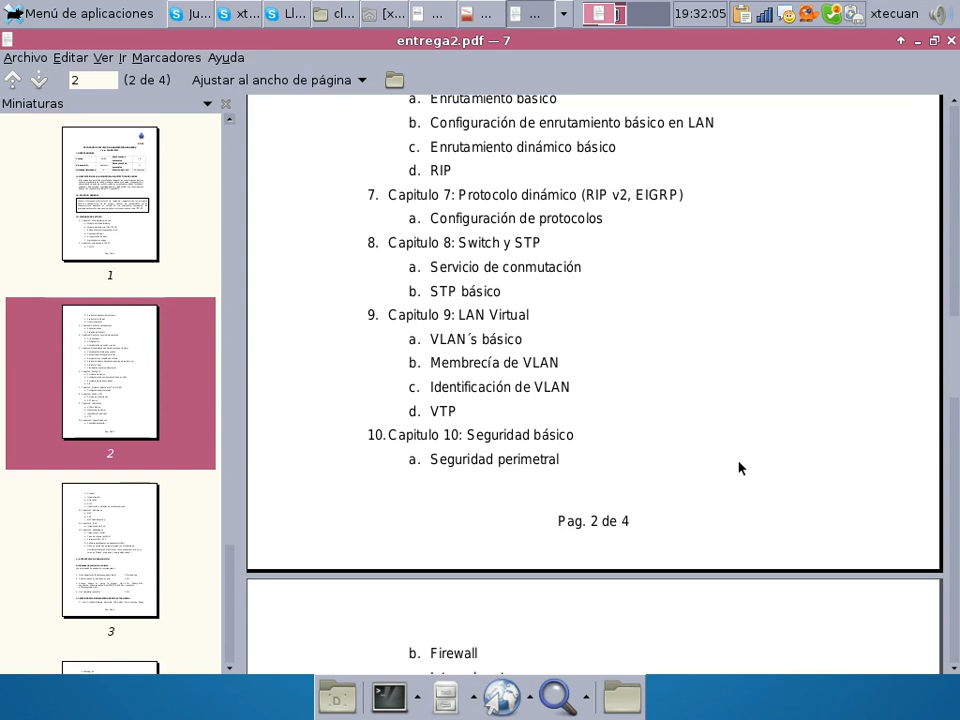 Menú de aplicaciones Ju... xt... Ll... cl... [x... ... ... ... 19:32:05 xtecuan
entrega2.pdf — 7
Archivo Editar Ver Ir Marcadores Ayuda
2 (2 de 4) Ajustar al ancho de página
Miniaturas
1
2
3
a. Enrutamiento básico
b. Configuración de enrutamiento básico en LAN
c. Enrutamiento dinámico básico
d. RIP
7. Capitulo 7: Protocolo dinámico (RIP v2, EIGRP)
a. Configuración de protocolos
8. Capitulo 8: Switch y STP
a. Servicio de conmutación
b. STP básico
9. Capitulo 9: LAN Virtual
a. VLAN´s básico
b. Membrecía de VLAN
c. Identificación de VLAN
d. VTP
10. Capitulo 10: Seguridad básico
a. Seguridad perimetral
Pag. 2 de 4
b. Firewall